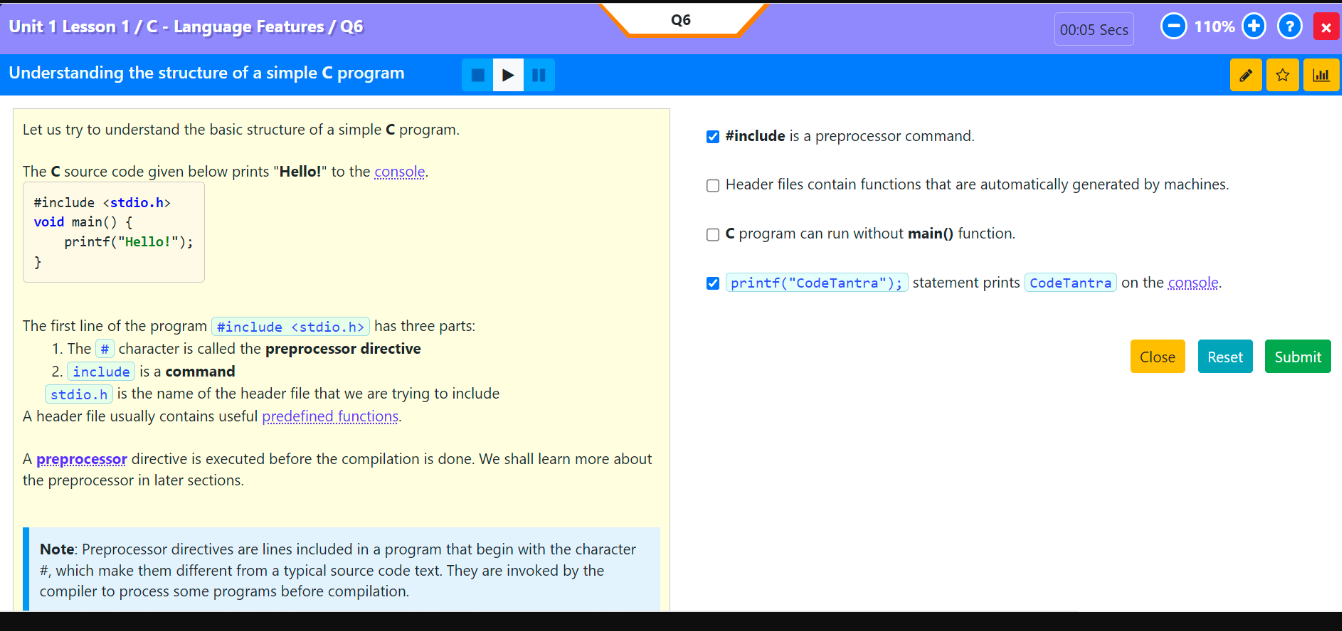 Unit 1 Lesson 1 / C - Language Features / Q6
Q6
00:05 Secs
110%
?
Understanding the structure of a simple C program
Let us try to understand the basic structure of a simple C program.
The C source code given below prints "Hello!" to the console.
#include <stdio.h>
void main() {
printf("Hello!");
}
The first line of the program #include <stdio.h> has three parts:
1. The # character is called the preprocessor directive
2. include is a command
stdio.h is the name of the header file that we are trying to include
A header file usually contains useful predefined functions.
A preprocessor directive is executed before the compilation is done. We shall learn more about
the preprocessor in later sections.
Note: Preprocessor directives are lines included in a program that begin with the character
#, which make them different from a typical source code text. They are invoked by the
compiler to process some programs before compilation.
#include is a preprocessor command.
Header files contain functions that are automatically generated by machines.
C program can run without main() function.
printf("CodeTantra"); statement prints CodeTantra on the console.
Close
Reset
Submit